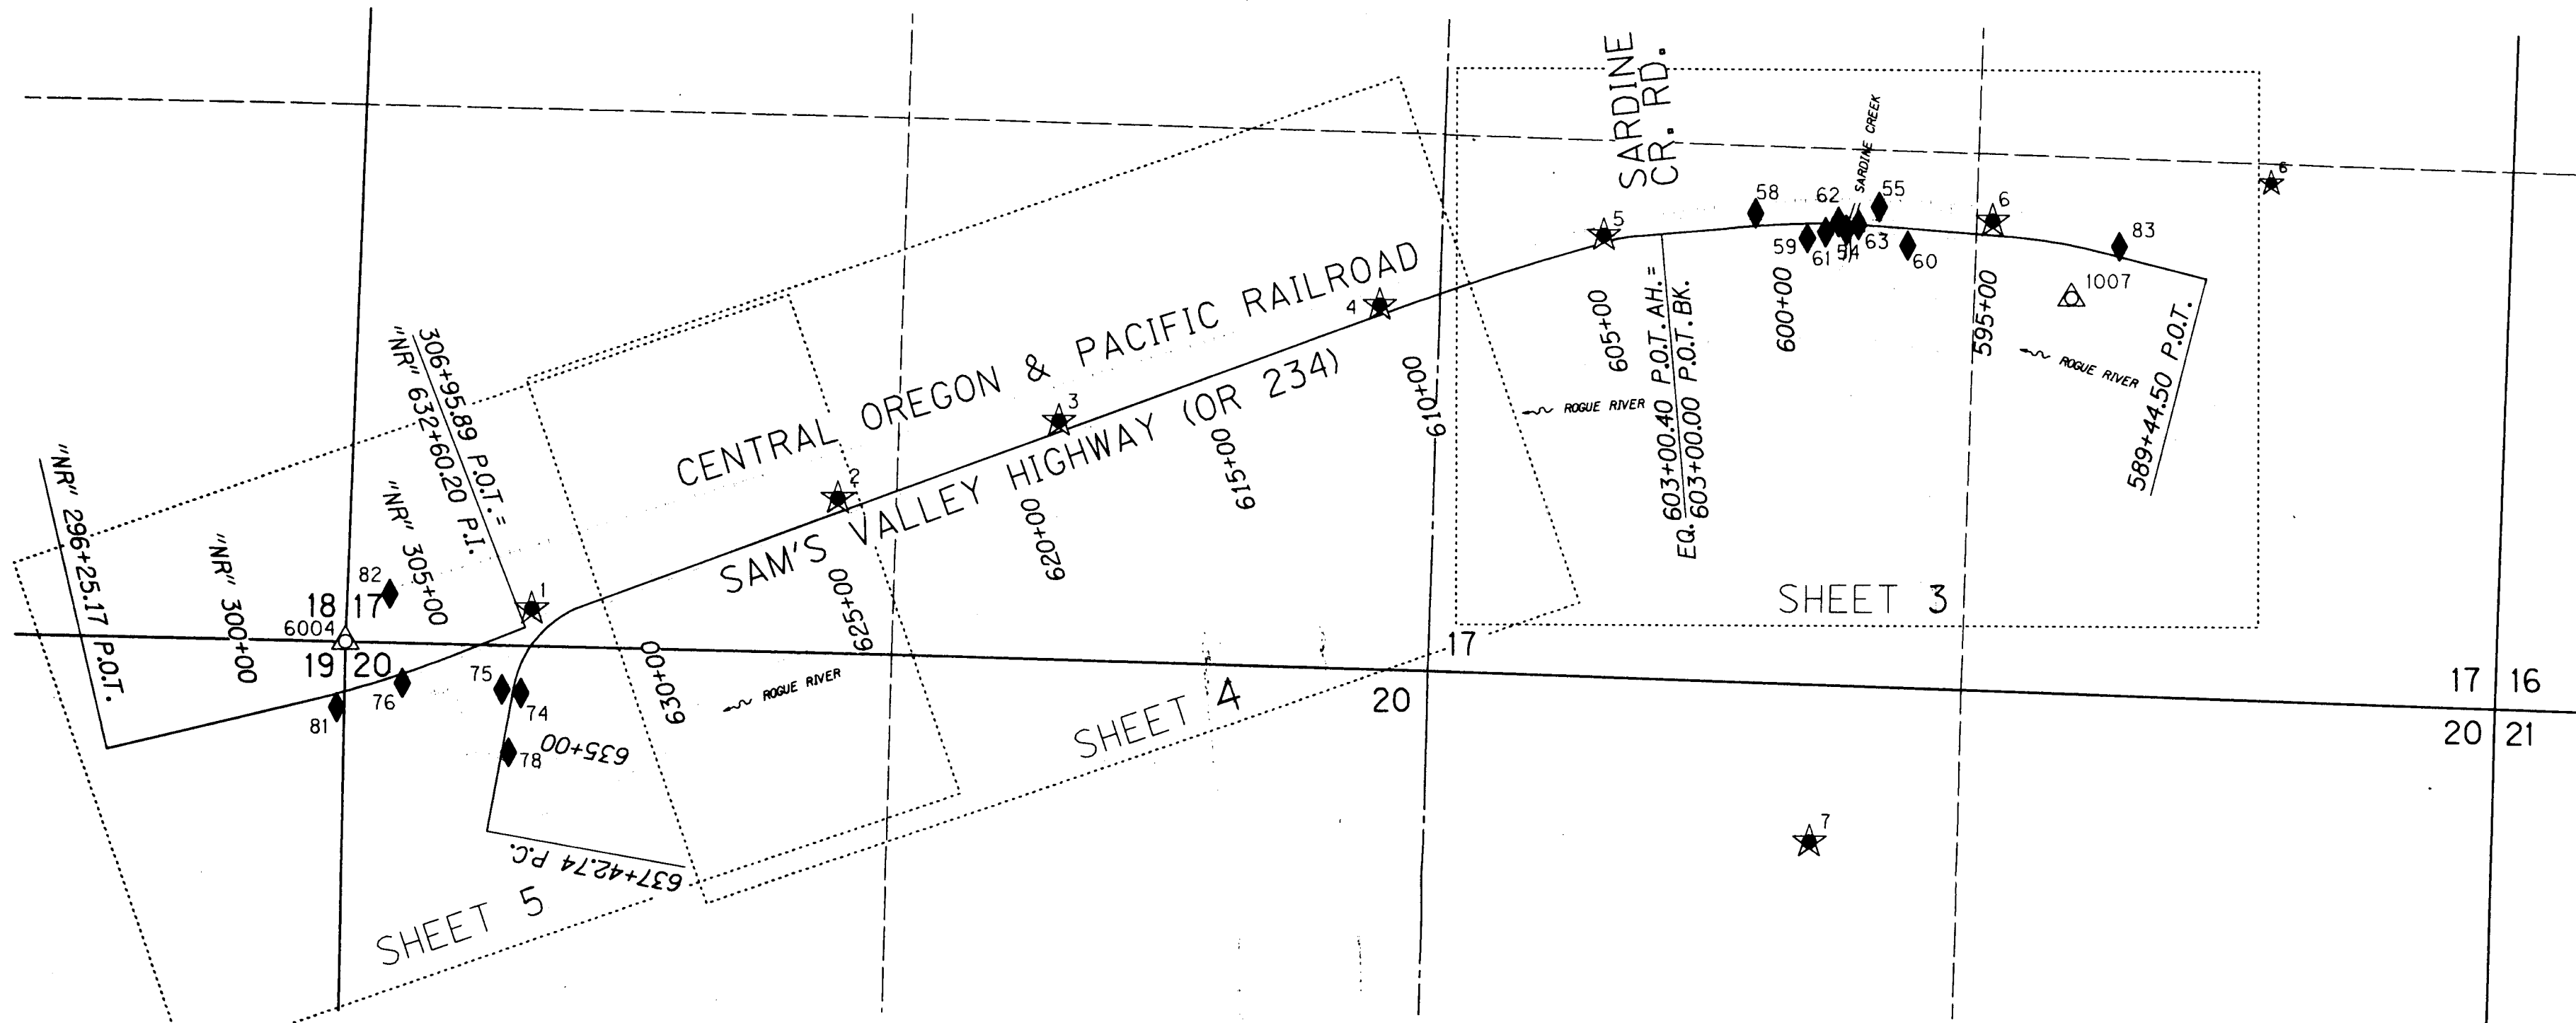 SARDINE
CR. RD.
SARDINE CREEK
58
62
55
5
59
61
54
63
60
6
6
83
1007
CENTRAL OREGON & PACIFIC RAILROAD
SAM'S VALLEY HIGHWAY (OR 234)
4
3
2
1
306+95.89 P.O.T. =
"NR" 632+60.20 P.I.
"NR" 296+25.17 P.O.T.
"NR" 300+00
"NR" 305+00
82
18 17
6004
19 20
81
76
75
74
78
635+00
637+42.74 P.C.
630+00
625+00
620+00
615+00
610+00
605+00
EQ. 603+00.40 P.O.T. AH. =
603+00.00 P.O.T. BK.
600+00
595+00
589+44.50 P.O.T.
ROGUE RIVER
ROGUE RIVER
ROGUE RIVER
SHEET 3
SHEET 4
SHEET 5
17
20
17 16
20 21
7